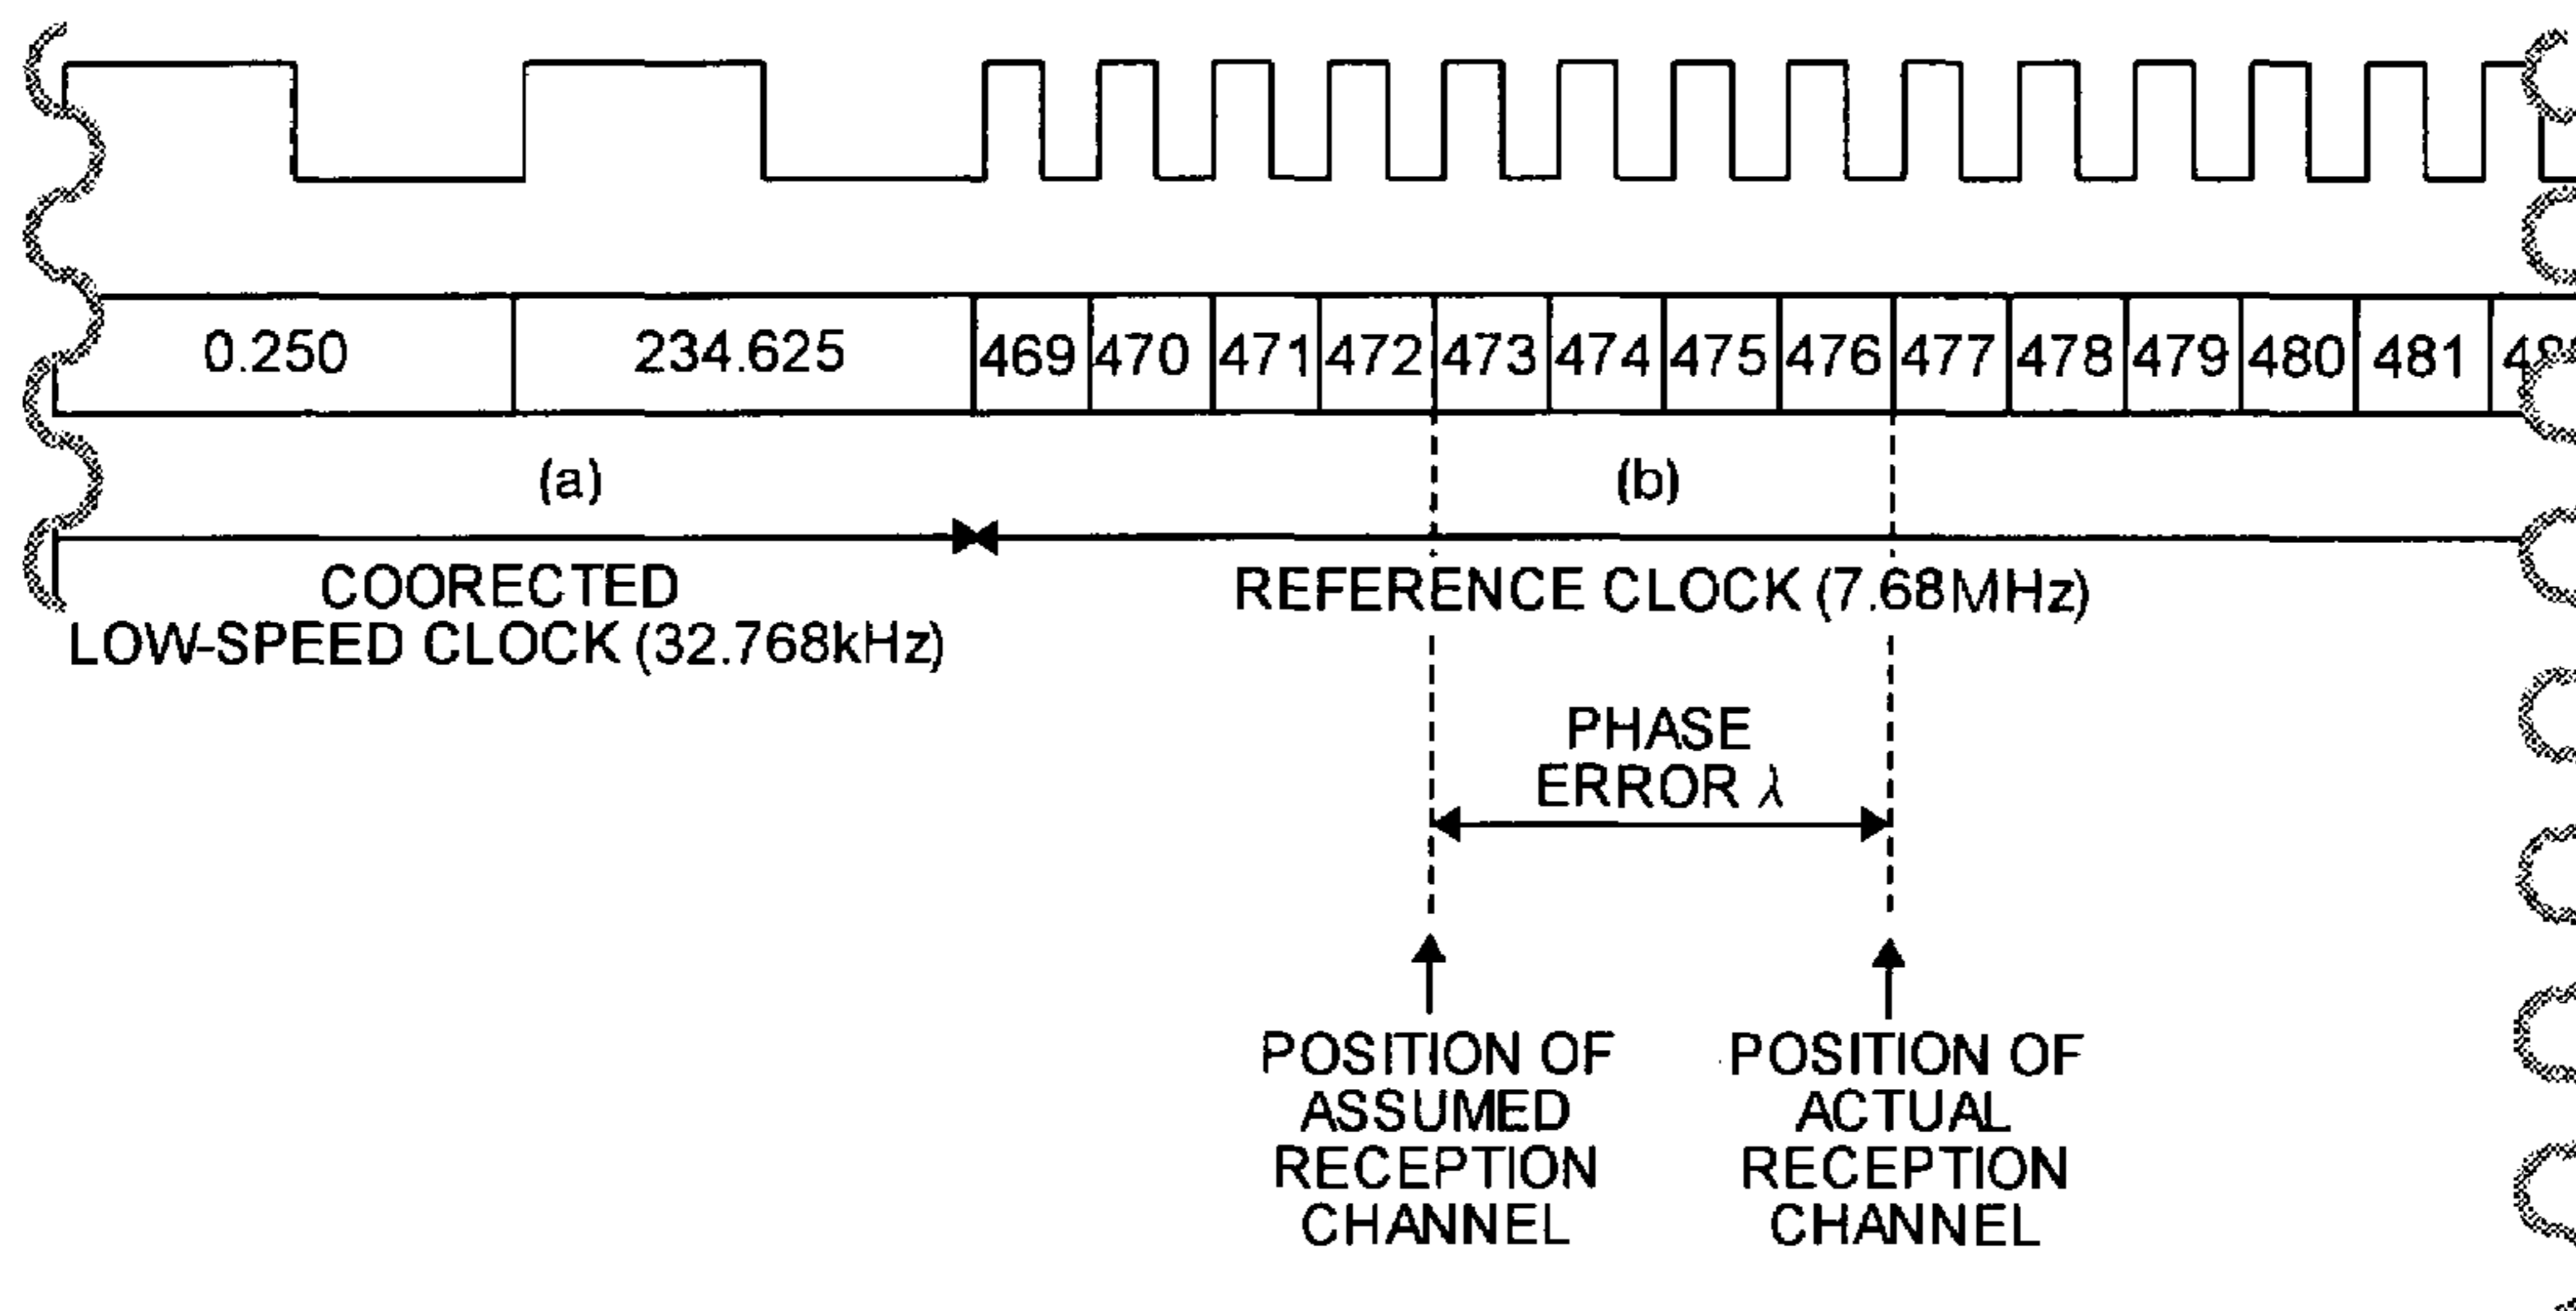 0.250 234.625 469 470 471 472 473 474 475 476 477 478 479 480 481
(a) (b)
COORECTED
LOW-SPEED CLOCK (32.768kHz)
REFERENCE CLOCK (7.68MHz)
PHASE
ERROR λ
POSITION OF
ASSUMED
RECEPTION
CHANNEL
POSITION OF
ACTUAL
RECEPTION
CHANNEL